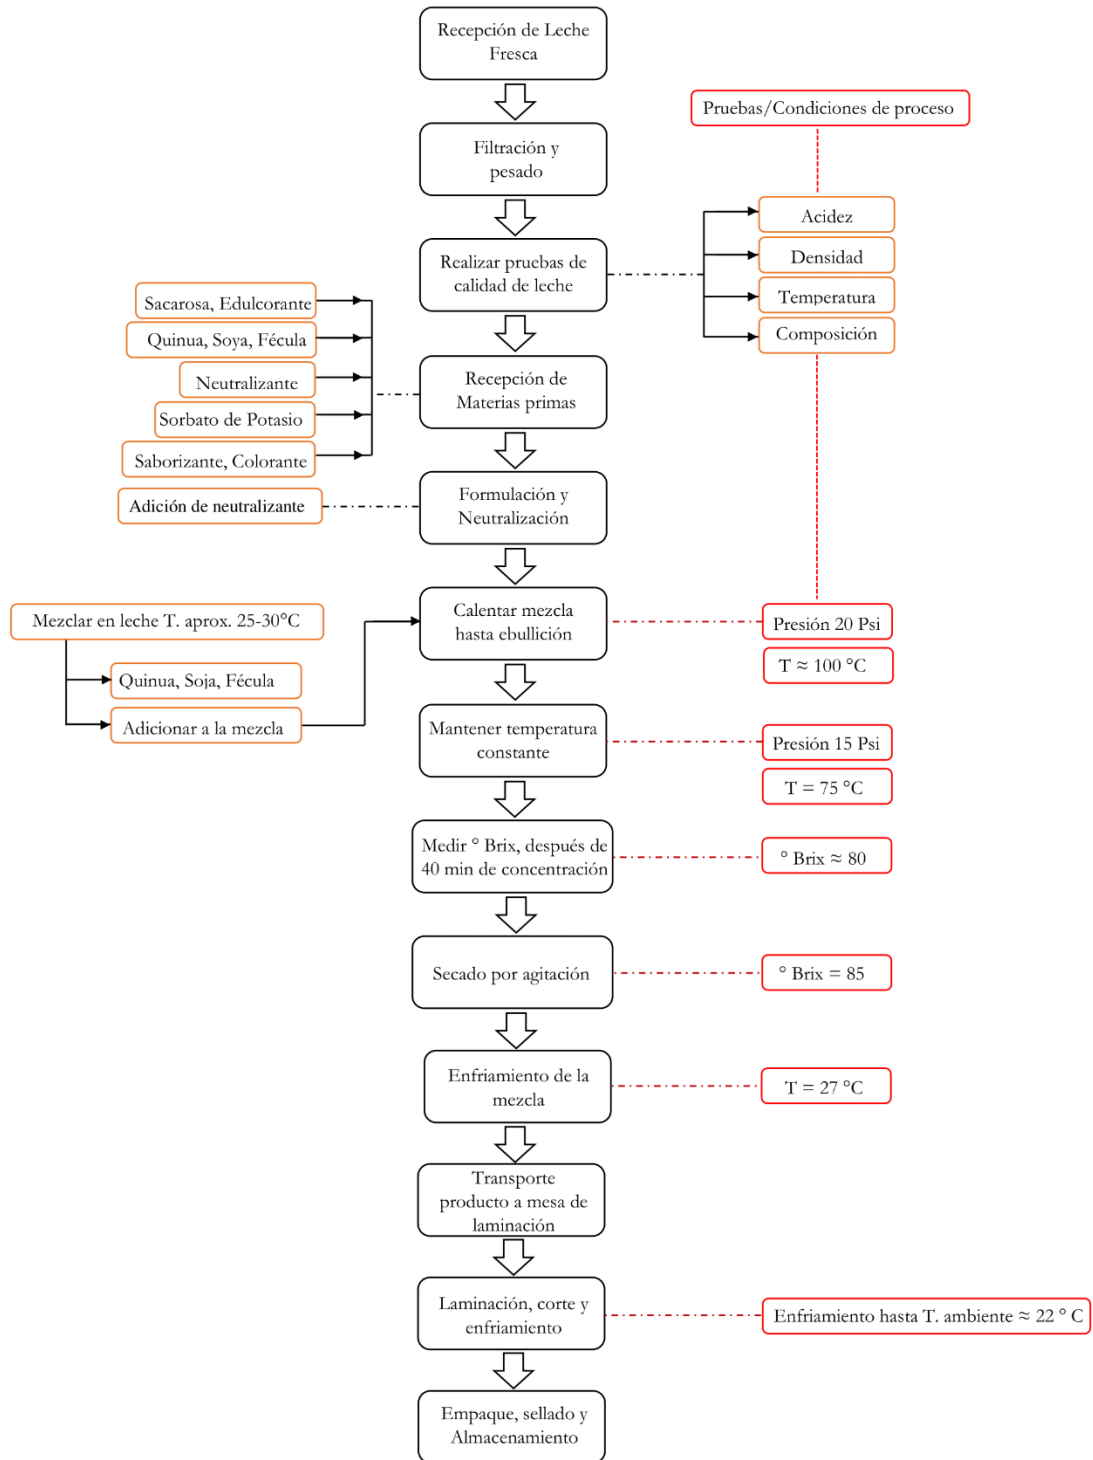 Recepción de Leche
Fresca
Pruebas/Condiciones de proceso
Filtración y
pesado
Acidez
Densidad
Temperatura
Composición
Realizar pruebas de
calidad de leche
Sacarosa, Edulcorante
Quinua, Soya, Fécula
Neutralizante
Sorbato de Potasio
Saborizante, Colorante
Recepción de
Materias primas
Adición de neutralizante
Formulación y
Neutralización
Mezclar en leche T. aprox. 25-30°C
Quinua, Soja, Fécula
Adicionar a la mezcla
Calentar mezcla
hasta ebullición
Presión 20 Psi
T ≈ 100 °C
Mantener temperatura
constante
Presión 15 Psi
T = 75 °C
Medir ° Brix, después de
40 min de concentración
° Brix ≈ 80
Secado por agitación
° Brix = 85
Enfriamiento de la
mezcla
T = 27 °C
Transporte
producto a mesa de
laminación
Laminación, corte y
enfriamiento
Enfriamiento hasta T. ambiente ≈ 22 ° C
Empaque, sellado y
Almacenamiento